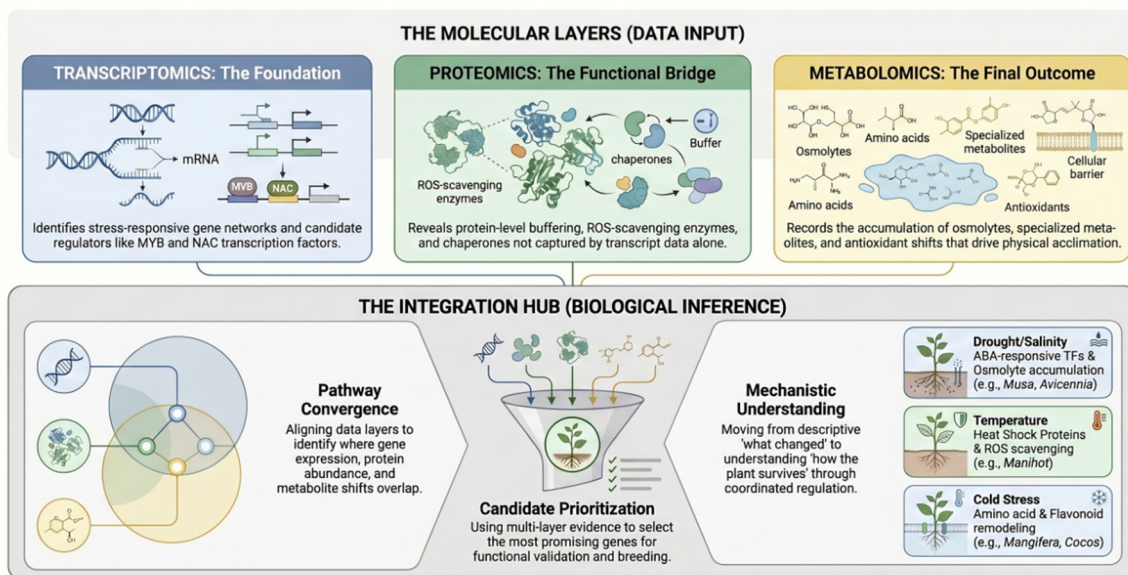 THE MOLECULAR LAYERS (DATA INPUT)
TRANSCRIPTOMICS: The Foundation
mRNA
MVB
NAC
Identifies stress-responsive gene networks and candidate
regulators like MYB and NAC transcription factors.
PROTEOMICS: The Functional Bridge
ROS-scavenging
enzymes
chaperones
Buffer
Reveals protein-level buffering, ROS-scavenging enzymes,
and chaperones not captured by transcript data alone.
METABOLOMICS: The Final Outcome
Osmolytes
Amino acids
Specialized
metabolites
Cellular
barrier
Amino acids
Antioxidants
Records the accumulation of osmolytes, specialized meta-
olites, and antioxidant shifts that drive physical acclimation.
THE INTEGRATION HUB (BIOLOGICAL INFERENCE)
Pathway
Convergence
Aligning data layers to
identify where gene
expression, protein
abundance, and
metabolite shifts overlap.
Candidate Prioritization
Using multi-layer evidence to select
the most promising genes for
functional validation and breeding.
Mechanistic
Understanding
Moving from descriptive
'what changed' to
understanding 'how the
plant survives' through
coordinated regulation.
Drought/Salinity
ABA-responsive TFs &
Osmolyte accumulation
(e.g., Musa, Avicennia)
Temperature
Heat Shock Proteins
& ROS scavenging
(e.g., Manihot)
Cold Stress
Amino acid & Flavonoid
remodeling
(e.g., Mangifera, Cocos)